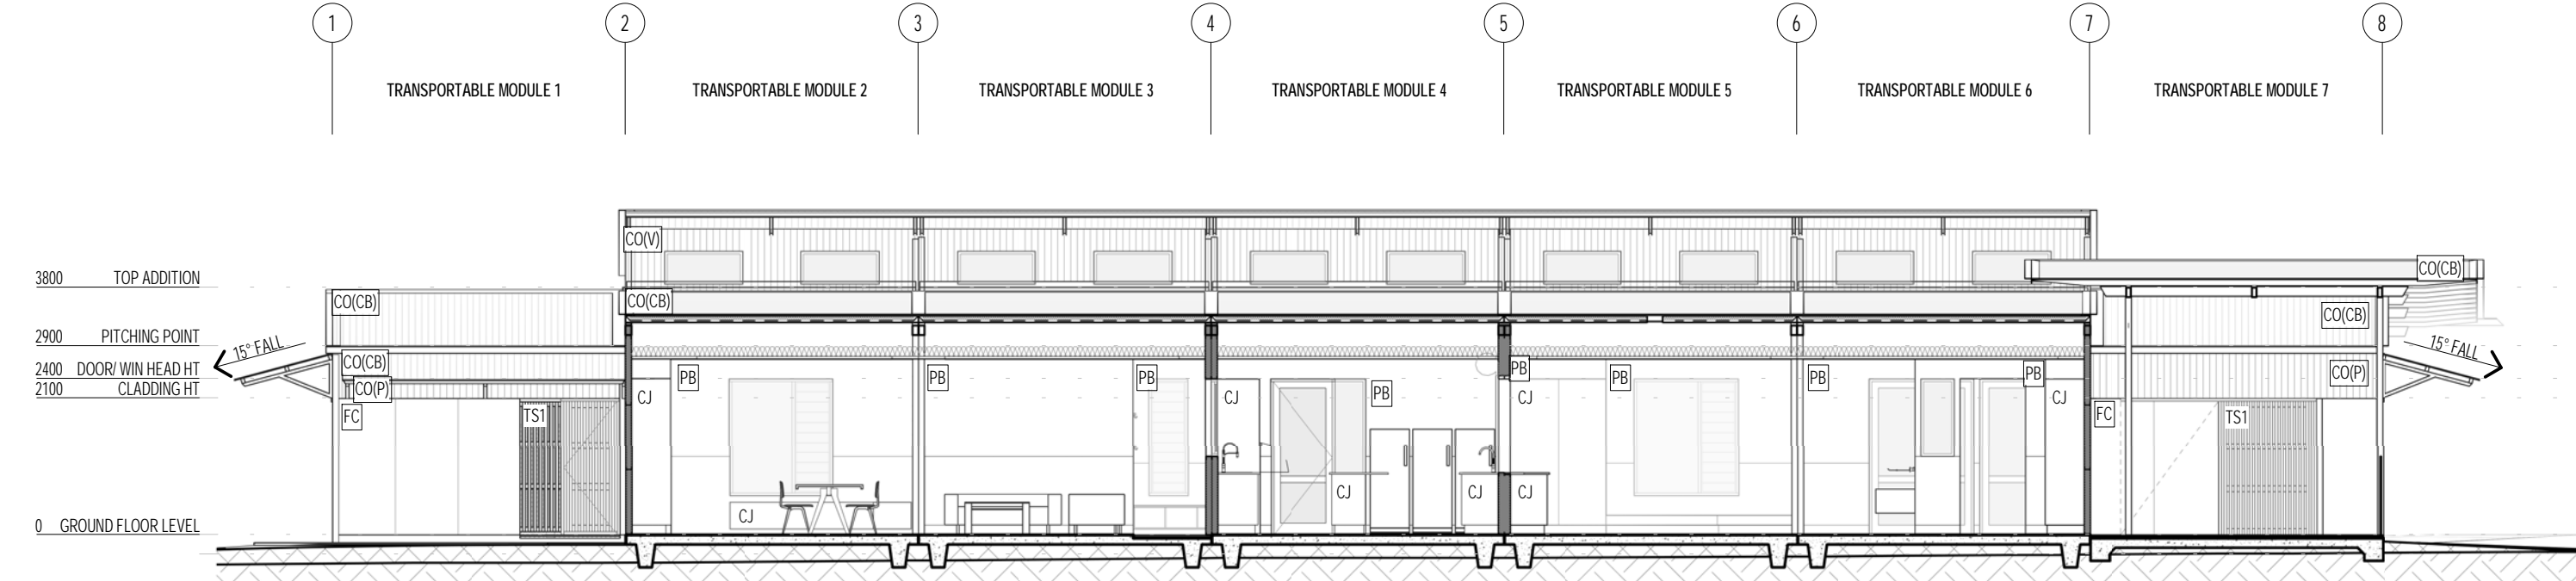 1 2 3 4 5 6 7 8
TRANSPORTABLE MODULE 1 TRANSPORTABLE MODULE 2 TRANSPORTABLE MODULE 3 TRANSPORTABLE MODULE 4 TRANSPORTABLE MODULE 5 TRANSPORTABLE MODULE 6 TRANSPORTABLE MODULE 7
CO(V)
CO(CB)
3800 TOP ADDITION
CO(CB) CO(CB)
CO(CB)
2900 PITCHING POINT
15° FALL 15° FALL
CO(CB)
2400 DOOR/ WIN HEAD HT
PB PB PB PB PB PB PB PB CO(P)
2100 CLADDING HT
CO(P)
CJ CJ CJ CJ
FC TS1 FC TS1
CJ CJ CJ CJ
0 GROUND FLOOR LEVEL